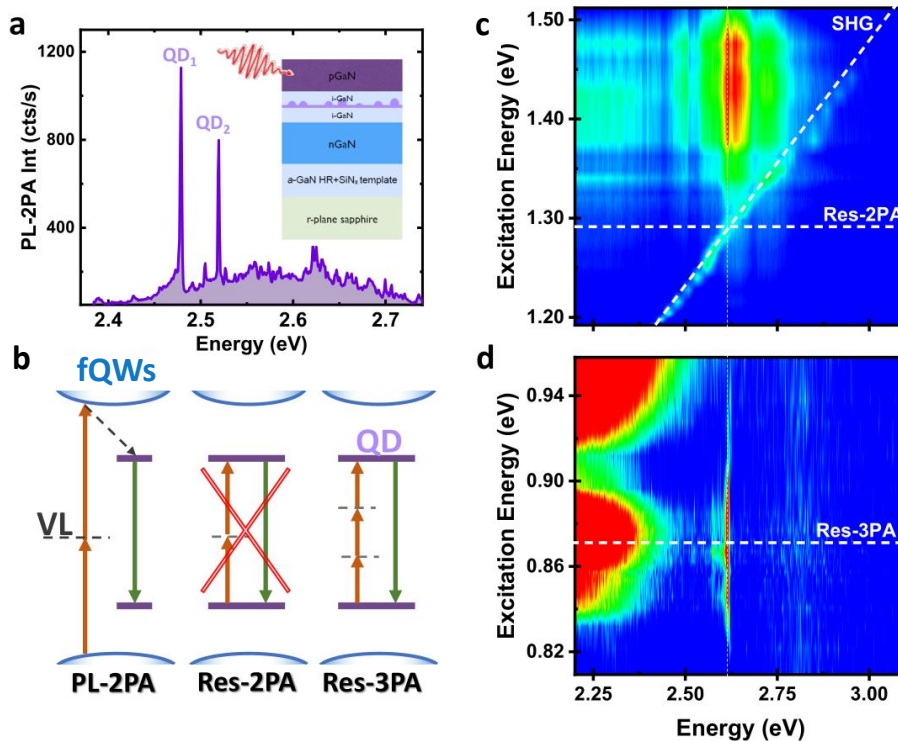 a
PL-2PA Int (cts/s)
1200
1000
800
600
400
QD₁
QD₂
pGaN
i-GaN
i-GaN
nGaN
a-GaN HR+SiNₓ template
r-plane sapphire
2.4 2.5 2.6 2.7
Energy (eV)
b
fQWs
QD
VL
PL-2PA Res-2PA Res-3PA
c
Excitation Energy (eV)
1.50
1.40
1.30
1.20
SHG
Res-2PA
d
Excitation Energy (eV)
0.94
0.90
0.86
0.82
Res-3PA
2.25 2.50 2.75 3.00
Energy (eV)